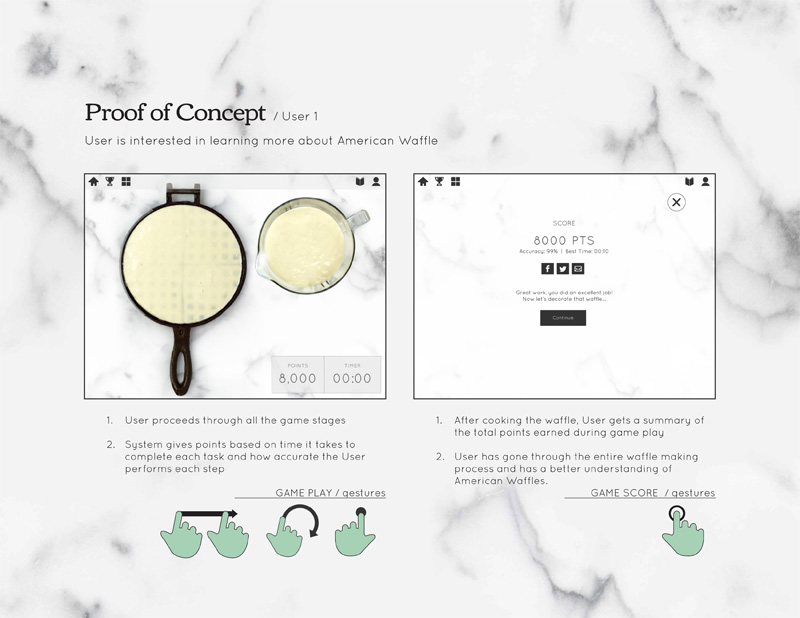 Proof of Concept / User 1
User is interested in learning more about American Waffle
POINTS
8,000
TIMER
00:00
1. User proceeds through all the game stages
2. System gives points based on time it takes to
complete each task and how accurate the User
performs each step
GAME PLAY / gestures
SCORE
8000 PTS
Accuracy: 99% | Best Time: 00:30
f
Great work, you did an excellent job!
Now let's decorate that waffle...
Continue
1. After cooking the waffle, User gets a summary of
the total points earned during game play
2. User has gone through the entire waffle making
process and has a better understanding of
American Waffles.
GAME SCORE / gestures